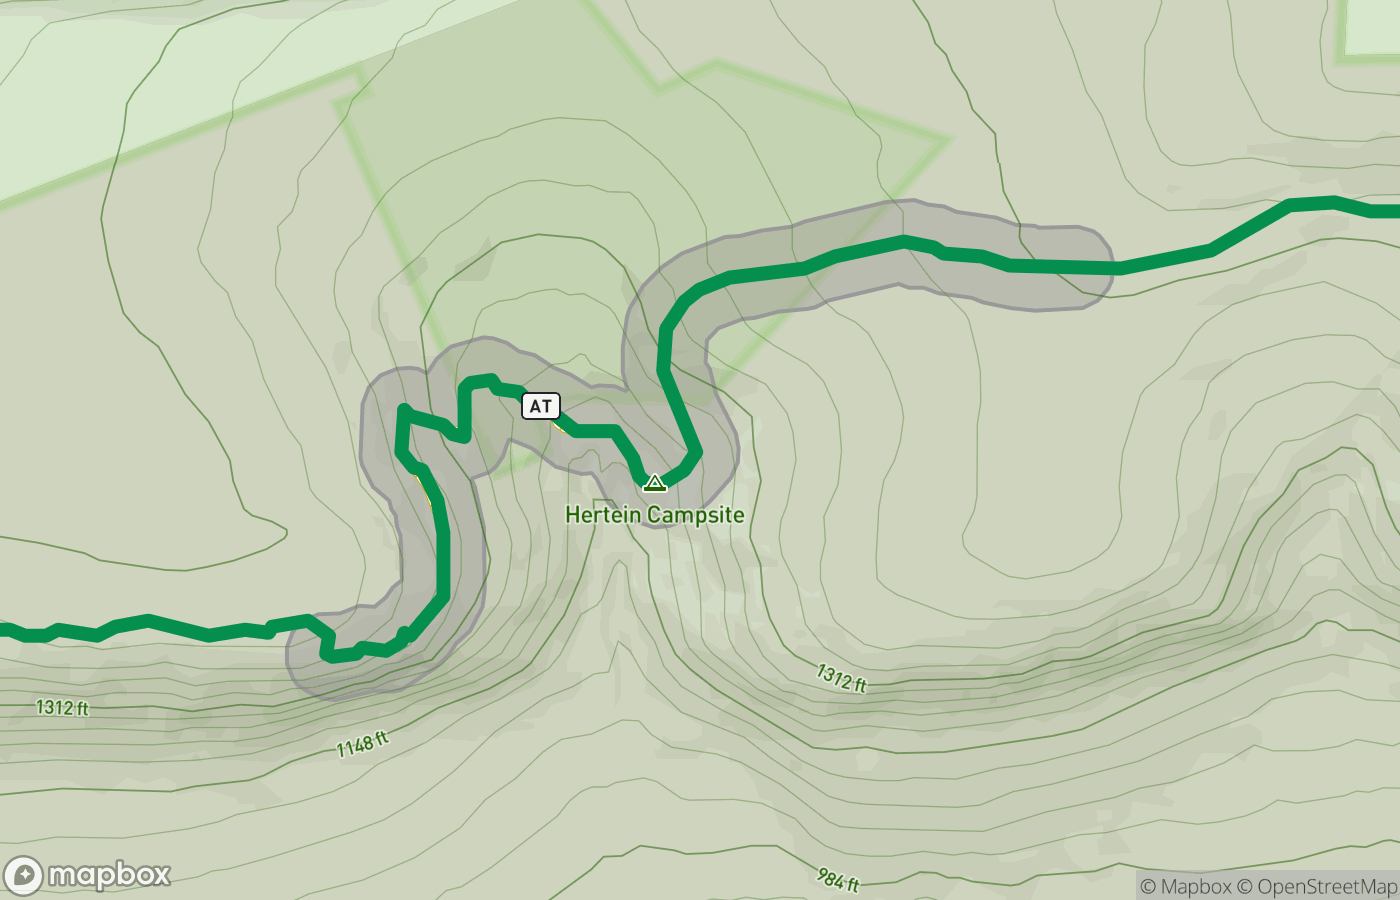 AT
Hertein Campsite
1312 ft
1312 ft
1148 ft
984 ft
mapbox
© Mapbox © OpenStreetMap